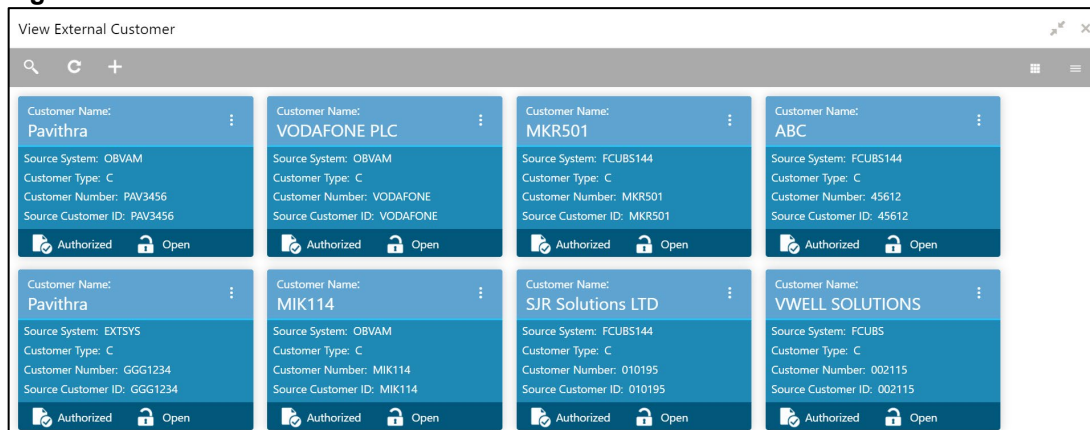 View External Customer
Customer Name:
Pavithra
Source System: OBVAM
Customer Type: C
Customer Number: PAV3456
Source Customer ID: PAV3456
Authorized Open
Customer Name:
VODAFONE PLC
Source System: OBVAM
Customer Type: C
Customer Number: VODAFONE
Source Customer ID: VODAFONE
Authorized Open
Customer Name:
MKR501
Source System: FCUBS144
Customer Type: C
Customer Number: MKR501
Source Customer ID: MKR501
Authorized Open
Customer Name:
ABC
Source System: FCUBS144
Customer Type: C
Customer Number: 45612
Source Customer ID: 45612
Authorized Open
Customer Name:
Pavithra
Source System: EXTSYS
Customer Type: C
Customer Number: GGG1234
Source Customer ID: GGG1234
Authorized Open
Customer Name:
MIK114
Source System: OBVAM
Customer Type: C
Customer Number: MIK114
Source Customer ID: MIK114
Authorized Open
Customer Name:
SJR Solutions LTD
Source System: FCUBS144
Customer Type: C
Customer Number: 010195
Source Customer ID: 010195
Authorized Open
Customer Name:
VWELL SOLUTIONS
Source System: FCUBS
Customer Type: C
Customer Number: 002115
Source Customer ID: 002115
Authorized Open